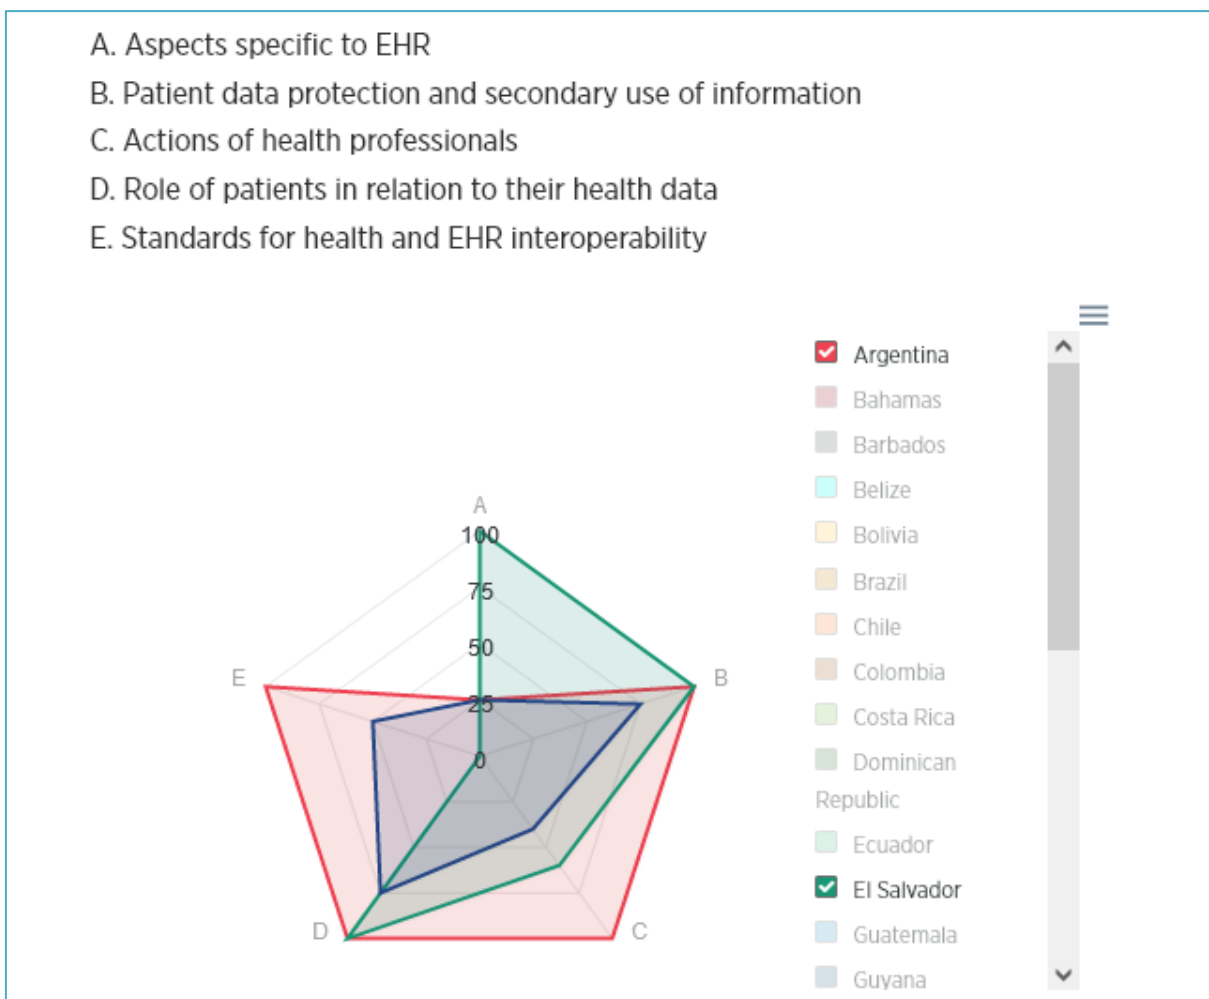 A. Aspects specific to EHR
B. Patient data protection and secondary use of information
C. Actions of health professionals
D. Role of patients in relation to their health data
E. Standards for health and EHR interoperability
Argentina
Bahamas
Barbados
Belize
Bolivia
Brazil
Chile
Colombia
Costa Rica
Dominican
Republic
Ecuador
El Salvador
Guatemala
Guyana
A
100
75
50
25
0
E
B
D
C